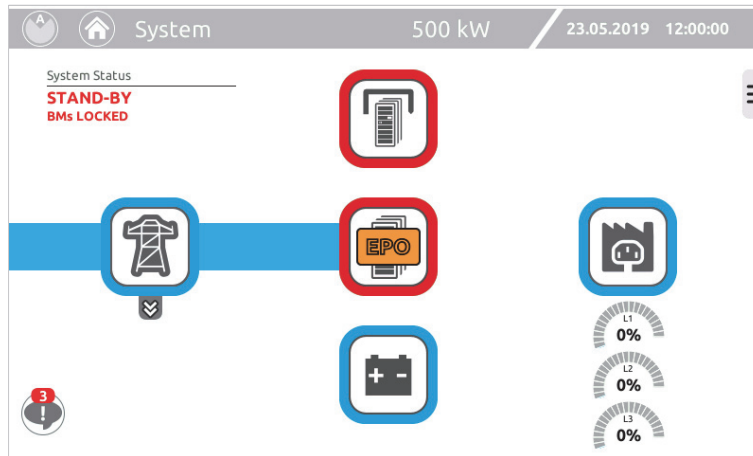 A
System
500 kW
23.05.2019 12:00:00
System Status
STAND-BY
BMs LOCKED
EPO
L1
0%
L2
0%
L3
0%
3
!